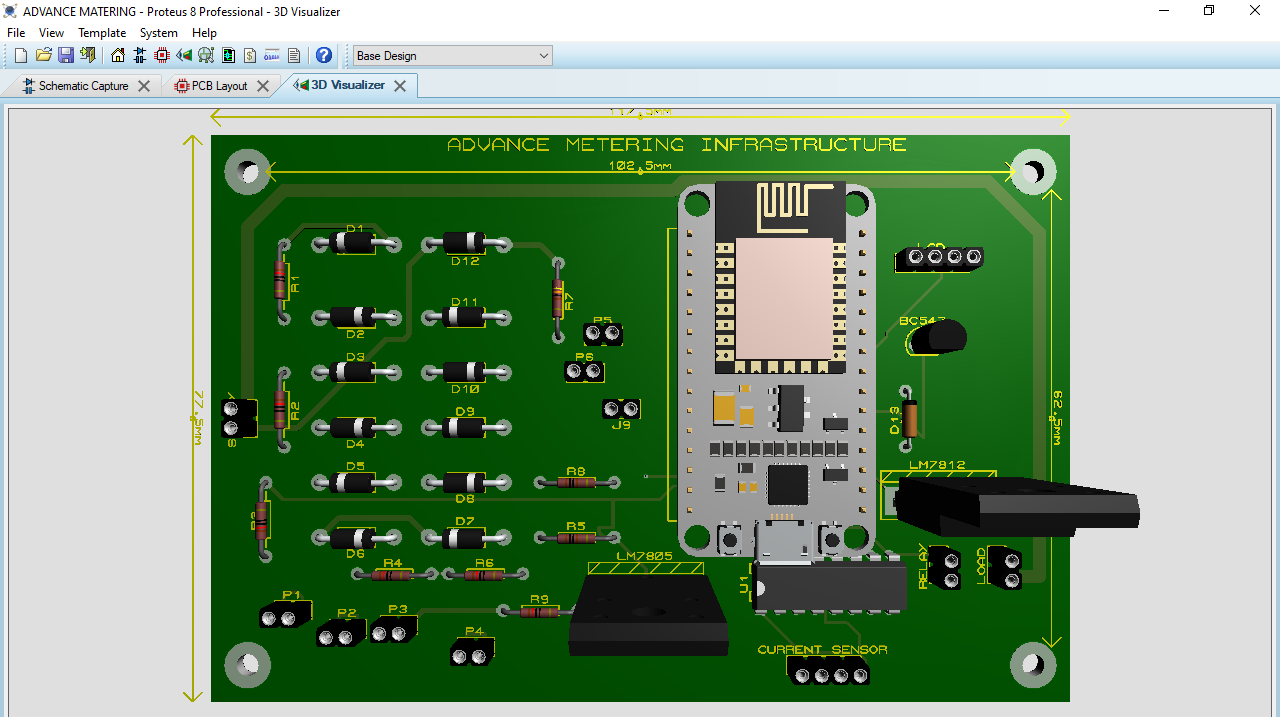 ADVANCE MATERING - Proteus 8 Professional - 3D Visualizer
File View Template System Help
Base Design
Schematic Capture PCB Layout 3D Visualizer
ADVANCE METERING INFRASTRUCTURE
102.5mm
D1
D12
R1
D11
D2
R7
P5
LCD
BC547
D3
P6
D10
R2
D9
J9
D4
D13
77.5mm
62.5mm
B
D5
R8
D8
LM7812
D7
R5
D6
LM7805
R4
R6
U1
RELAY
LOAD
P1
P2
P3
R9
P4
CURRENT SENSOR